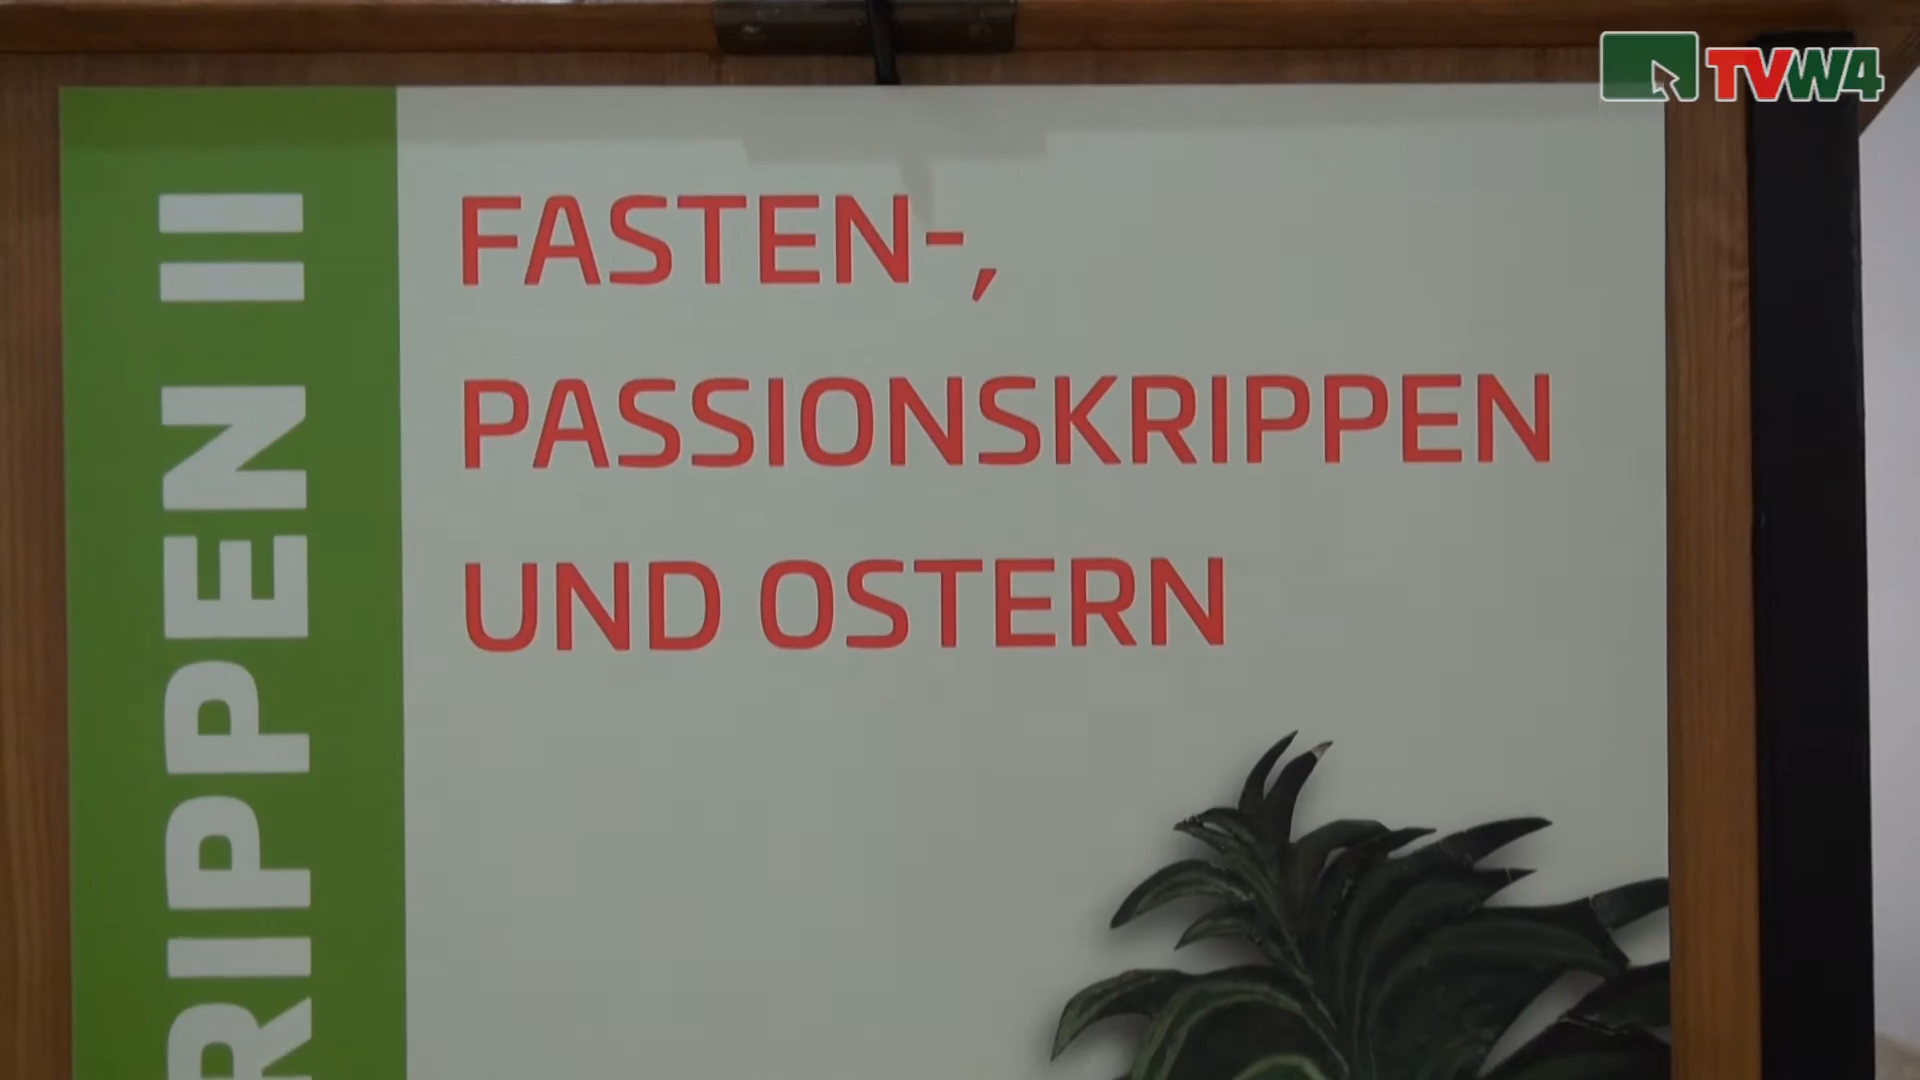 TVW4
RIPPEN II
FASTEN-,
PASSIONSKRIPPEN
UND OSTERN